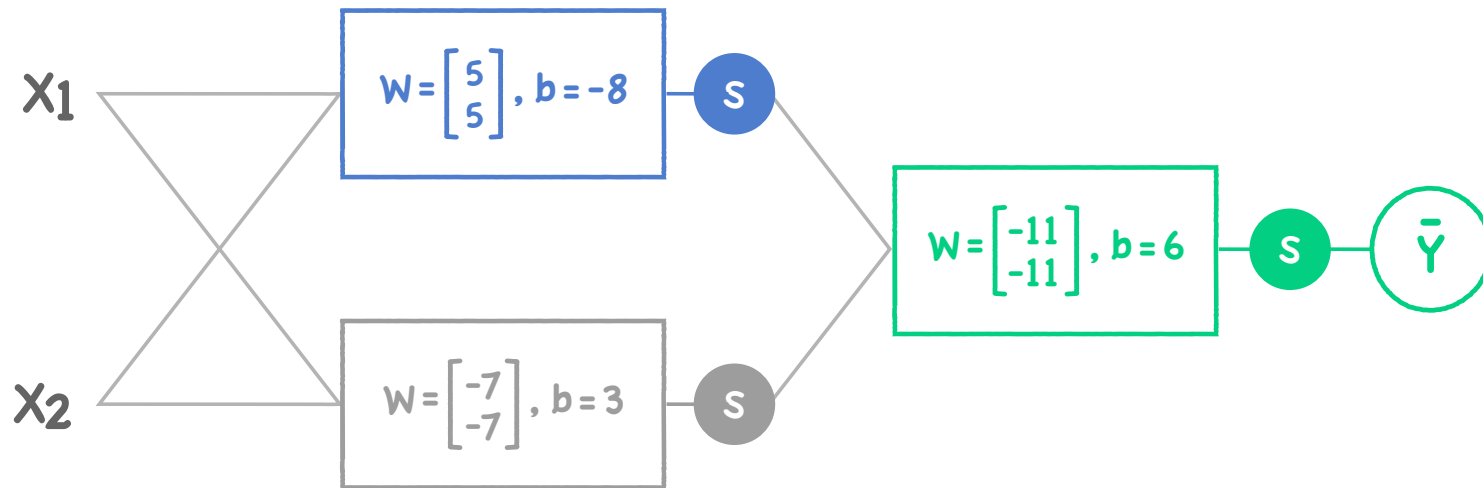 X1
W = [5 5], b = -8
S
X2
W = [-7 -7], b = 3
S
W = [-11 -11], b = 6
S
Ȳ